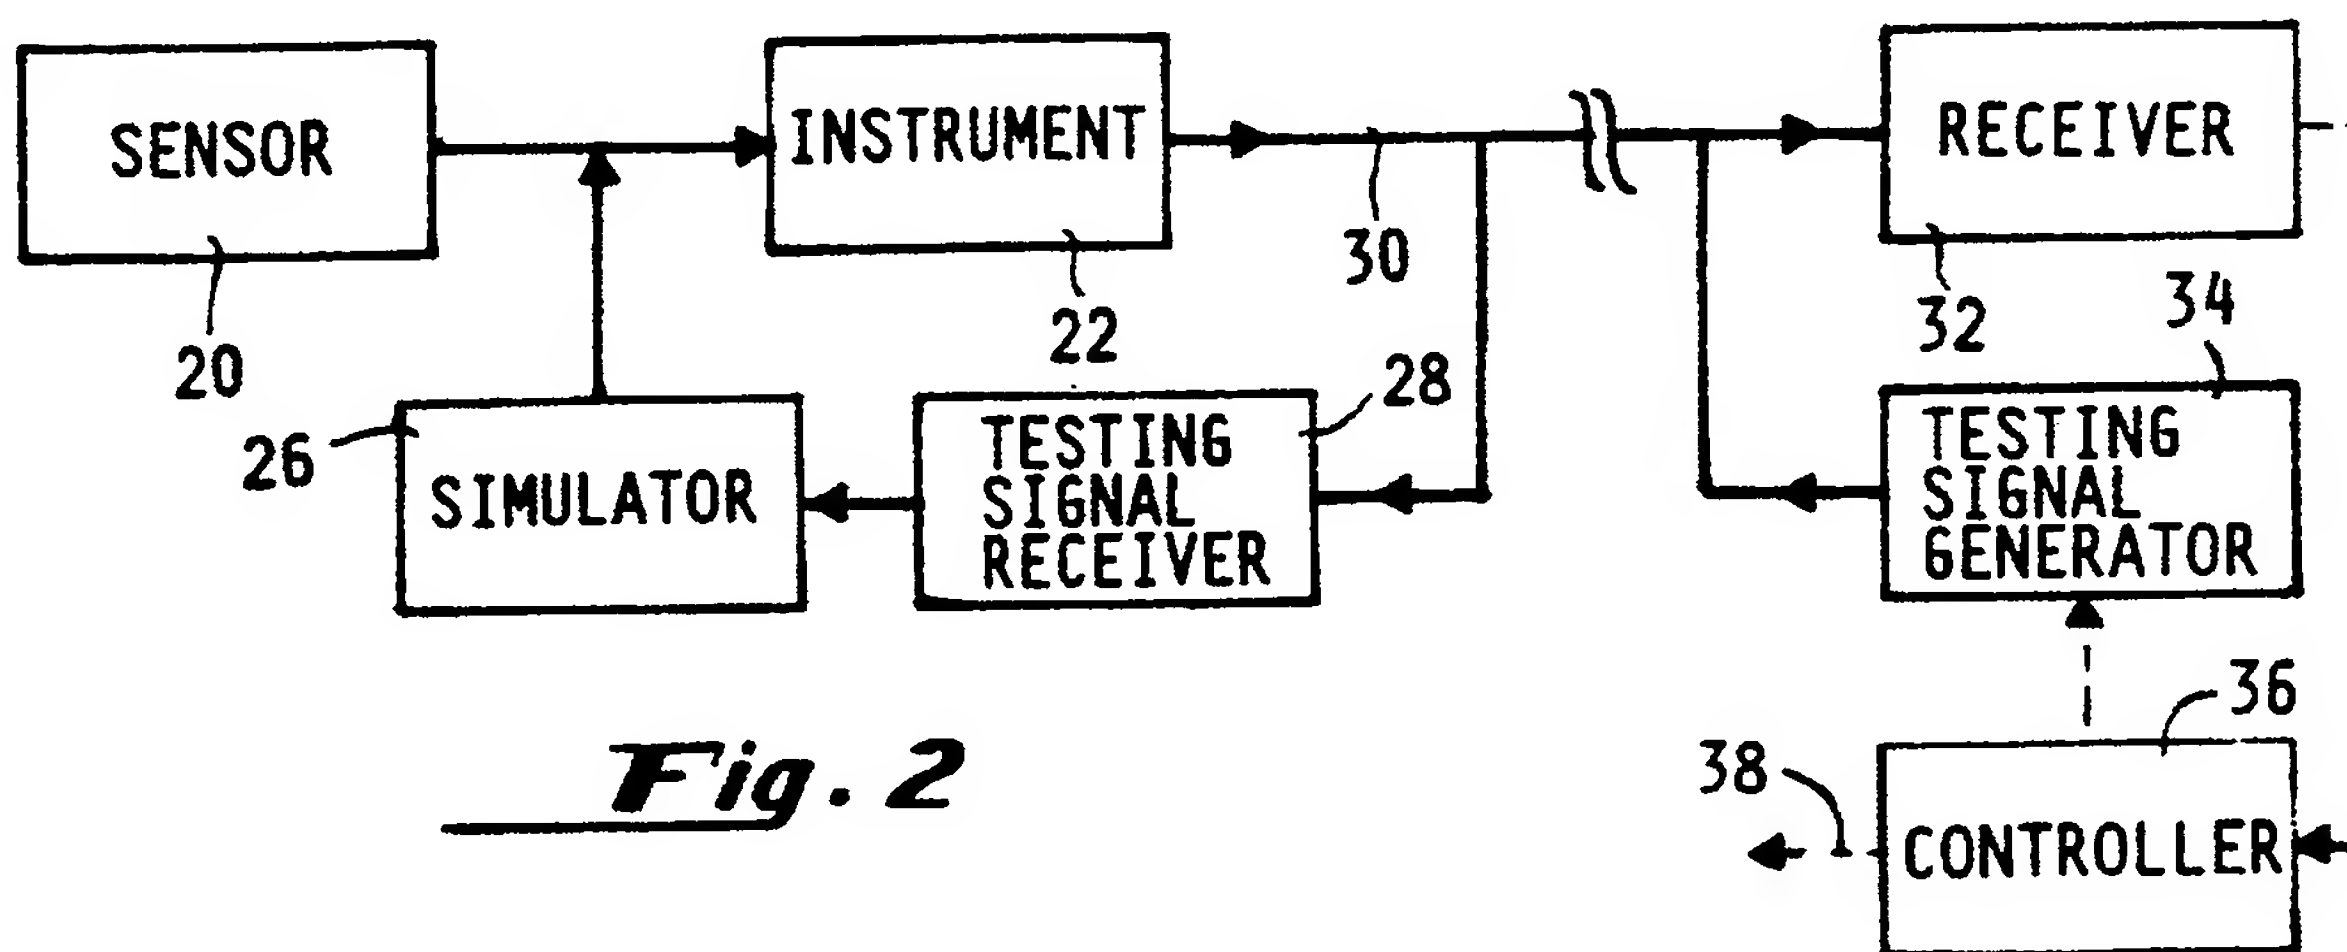 SENSOR
INSTRUMENT
RECEIVER
20
22
30
32
34
26
28
SIMULATOR
TESTING
SIGNAL
RECEIVER
TESTING
SIGNAL
GENERATOR
36
38
CONTROLLER
Fig. 2